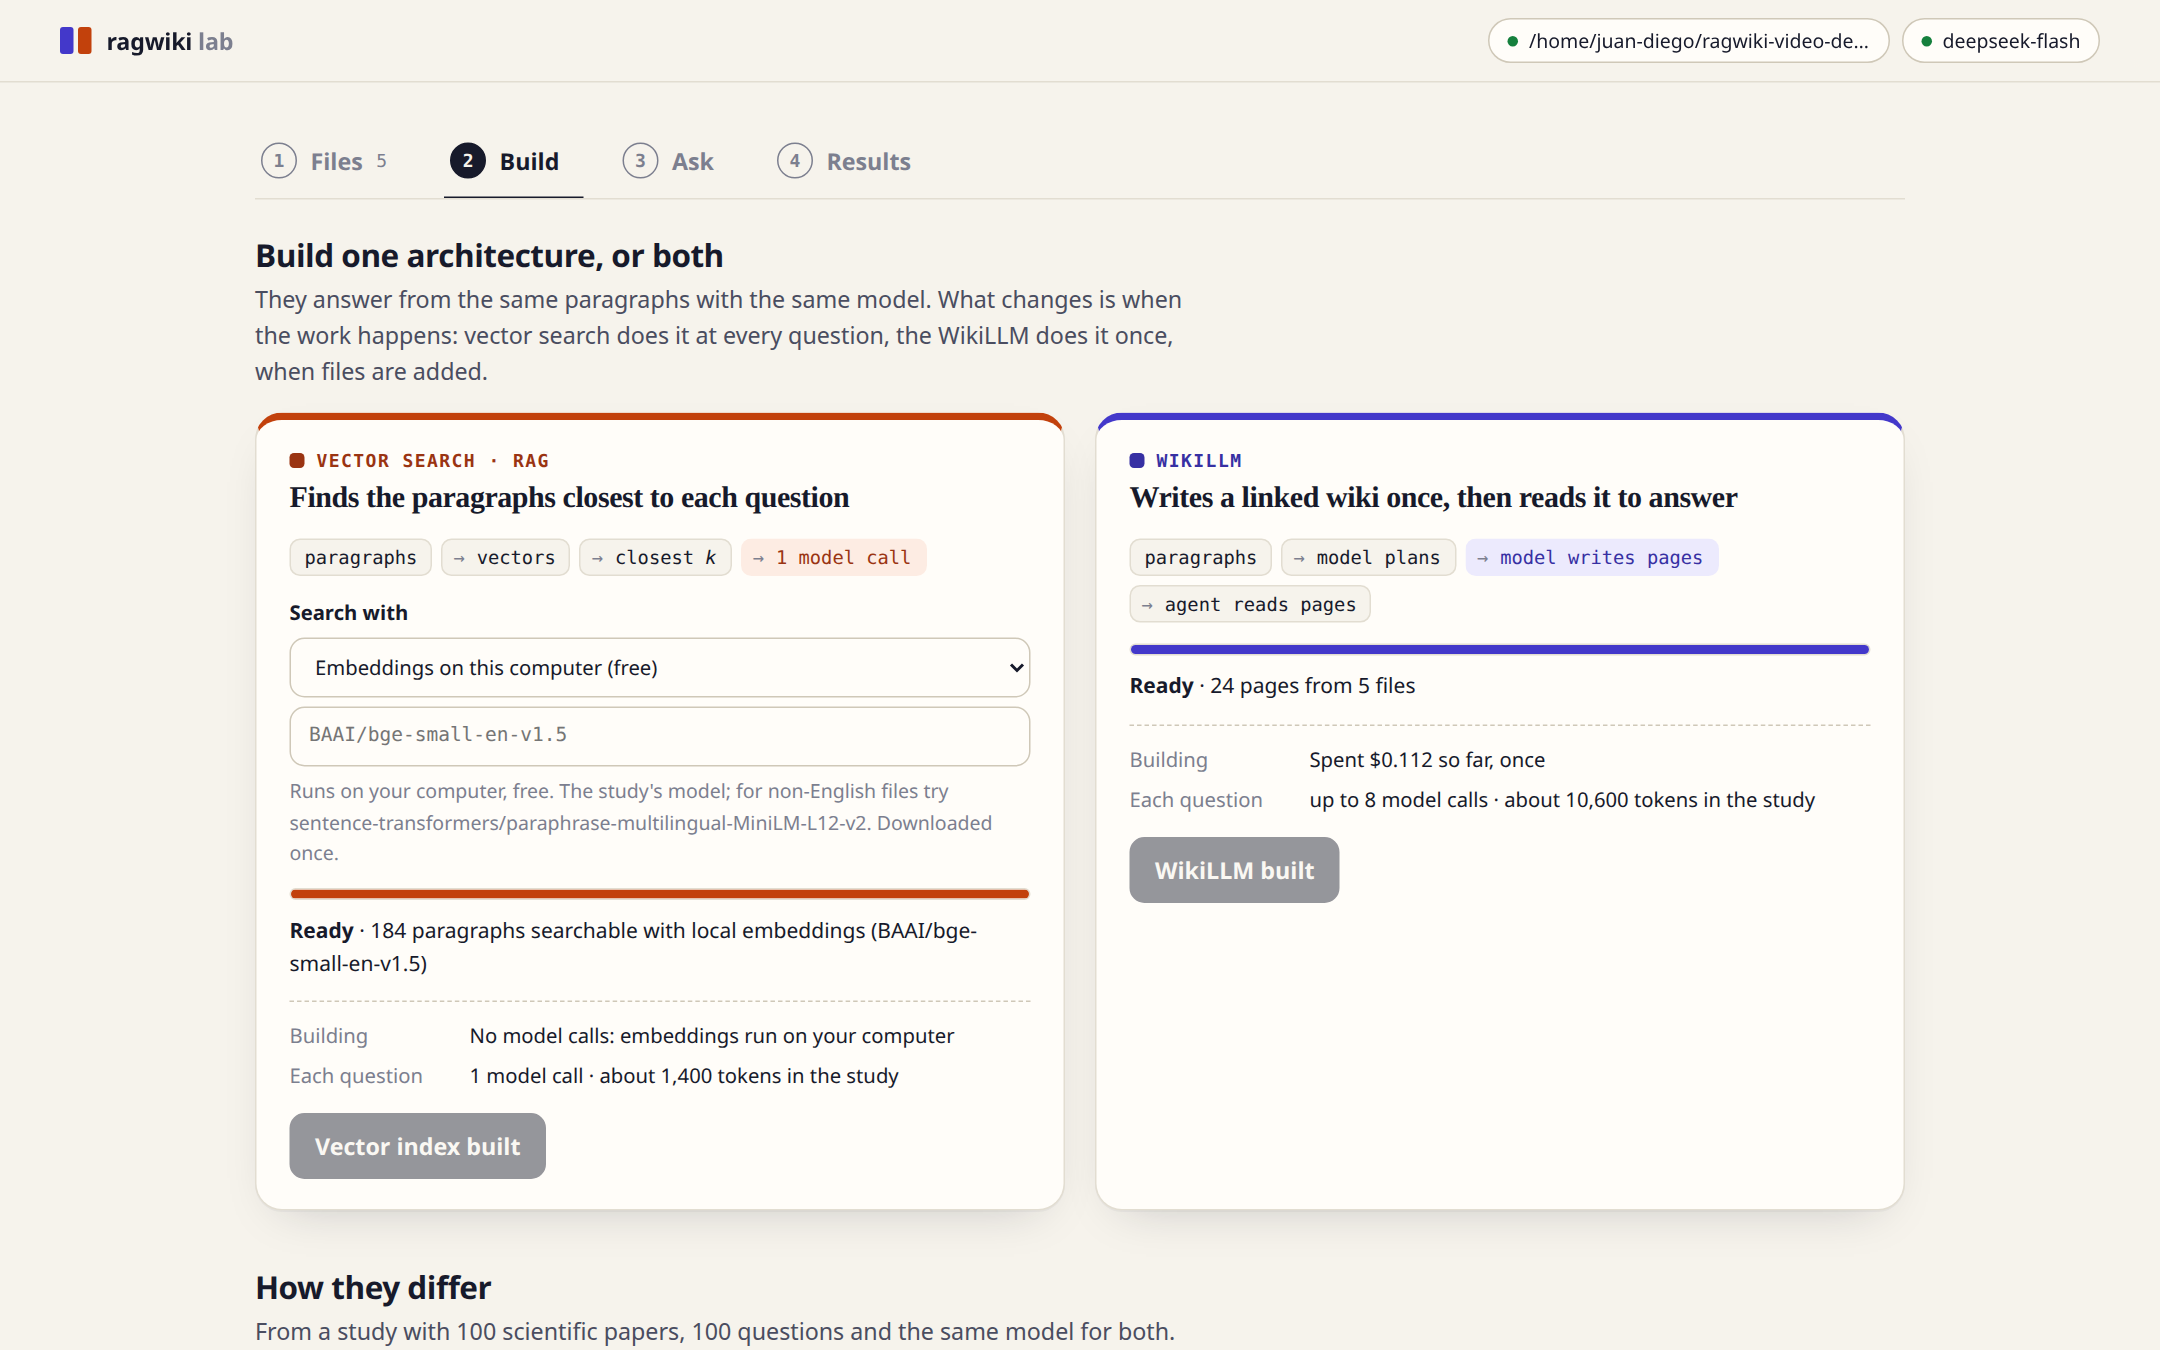 ragwiki lab
/home/juan-diego/ragwiki-video-de...
deepseek-flash
1 Files 5
2 Build
3 Ask
4 Results
Build one architecture, or both
They answer from the same paragraphs with the same model. What changes is when
the work happens: vector search does it at every question, the WikiLLM does it once,
when files are added.
VECTOR SEARCH · RAG
Finds the paragraphs closest to each question
paragraphs → vectors → closest k → 1 model call
Search with
Embeddings on this computer (free)
BAAI/bge-small-en-v1.5
Runs on your computer, free. The study's model; for non-English files try
sentence-transformers/paraphrase-multilingual-MiniLM-L12-v2. Downloaded
once.
Ready · 184 paragraphs searchable with local embeddings (BAAI/bge-
small-en-v1.5)
Building No model calls: embeddings run on your computer
Each question 1 model call · about 1,400 tokens in the study
Vector index built
WIKILLM
Writes a linked wiki once, then reads it to answer
paragraphs → model plans → model writes pages
→ agent reads pages
Ready · 24 pages from 5 files
Building Spent $0.112 so far, once
Each question up to 8 model calls · about 10,600 tokens in the study
WikiLLM built
How they differ
From a study with 100 scientific papers, 100 questions and the same model for both.